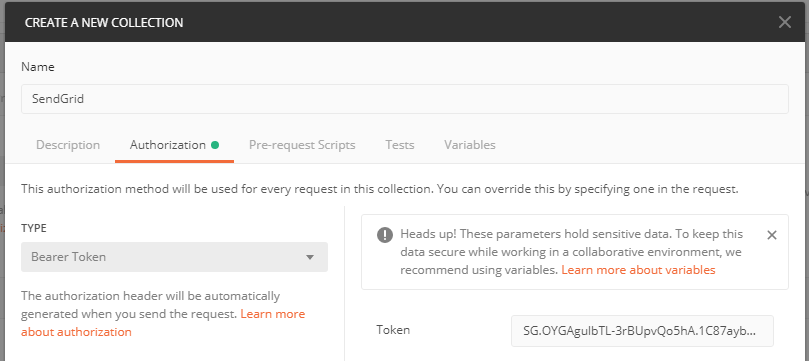 CREATE A NEW COLLECTION
Name
SendGrid
Description Authorization Pre-request Scripts Tests Variables
This authorization method will be used for every request in this collection. You can override this by specifying one in the request.
TYPE
Bearer Token
The authorization header will be automatically
generated when you send the request. Learn more
about authorization
Heads up! These parameters hold sensitive data. To keep this
data secure while working in a collaborative environment, we
recommend using variables. Learn more about variables
Token
SG.OYGAguIbTL-3rBUpvQo5hA.1C87ayb...